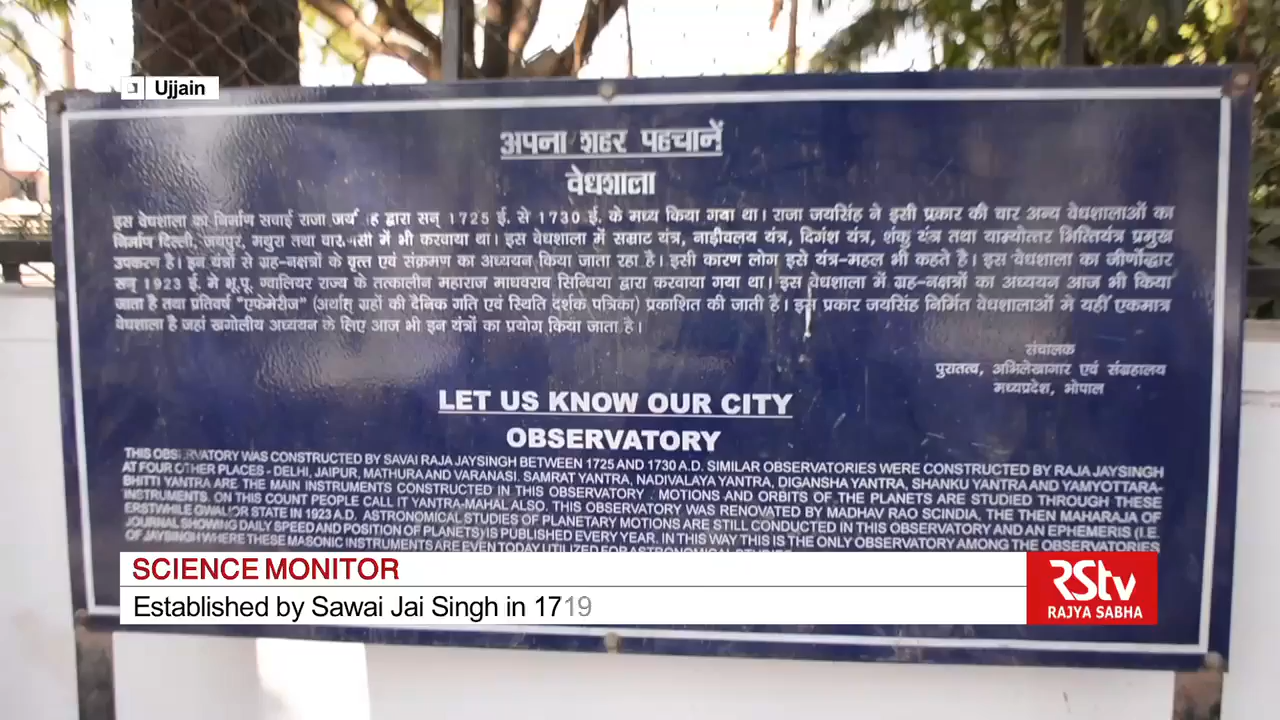 Ujjain
अपना शहर पहचानें
वेधशाला
इस वेधशाला का निर्माण सवाई राजा द्वारा सन् 1725 ई. से 1730 ई. के मध्य किया गया था। राजा जयसिंह ने इसी प्रकार की चार अन्य वेधशालाओं का
निर्माण दिल्ली, जयपुर, मथुरा तथा में भी करवाया था। इस वेधशाला में सम्राट यंत्र, नाड़ीवलय यंत्र, दिगंश यंत्र, शंकु यंत्र तथा याम्योत्तर भित्तियंत्र प्रमुख
उपकरण है। इन यंत्रों से ग्रह-नक्षत्रों के वृत्त एवं संक्रमण का अध्ययन किया जाता रहा है। इसी कारण लोग इसे यंत्र-महल भी कहते है। इस वेधशाला का जीर्णोद्धार
सन् 1923 ई. मे भू.पू. ग्वालियर राज्य के तत्कालीन महाराज माधवराव सिन्धिया द्वारा करवाया गया था। इस वेधशाला में ग्रह-नक्षत्रों का अध्ययन आज भी किया
जाता है तथा प्रतिवर्ष "एफेमेरीज" (अर्थात् ग्रहों की दैनिक गति एवं स्थिति दर्शक पत्रिका) प्रकाशित की जाती है। इस प्रकार जयसिंह निर्मित वेधशालाओं मे यहीं एकमात्र
वेधशाला है जहां खगोलीय अध्ययन के लिए आज भी इन यंत्रों का प्रयोग किया जाता है।
संचालक
पुरातत्व, अभिलेखागार एवं संग्रहालय
मध्यप्रदेश, भोपाल
LET US KNOW OUR CITY
OBSERVATORY
THIS OBSERVATORY WAS CONSTRUCTED BY SAVAI RAJA JAYSINGH BETWEEN 1725 AND 1730 A.D. SIMILAR OBSERVATORIES WERE CONSTRUCTED BY RAJA JAYSINGH
AT FOUR OTHER PLACES - DELHI, JAIPUR, MATHURA AND VARANASI. SAMRAT YANTRA, NADIVALAYA YANTRA, DIGANSHA YANTRA, SHANKU YANTRA AND YAMYOTTARA-
BHITTI YANTRA ARE THE MAIN INSTRUMENTS CONSTRUCTED IN THIS OBSERVATORY . MOTIONS AND ORBITS OF THE PLANETS ARE STUDIED THROUGH THESE
INSTRUMENTS. ON THIS COUNT PEOPLE CALL IT YANTRA-MAHAL ALSO. THIS OBSERVATORY WAS RENOVATED BY MADHAV RAO SCINDIA, THE THEN MAHARAJA OF
ERSTWHILE GWALIOR STATE IN 1923 A.D. ASTRONOMICAL STUDIES OF PLANETARY MOTIONS ARE STILL CONDUCTED IN THIS OBSERVATORY AND AN EPHEMERIS (I.E.
JOURNAL SHOWING DAILY SPEED AND POSITION OF PLANETS) IS PUBLISHED EVERY YEAR. IN THIS WAY THIS IS THE ONLY OBSERVATORY AMONG THE OBSERVATORIES
OF JAYSINGH WHERE THESE MASONIC INSTRUMENTS ARE EVEN TODAY UTILIZED FOR ASTRONOMICAL
SCIENCE MONITOR
Established by Sawai Jai Singh in 1719
RStv
RAJYA SABHA